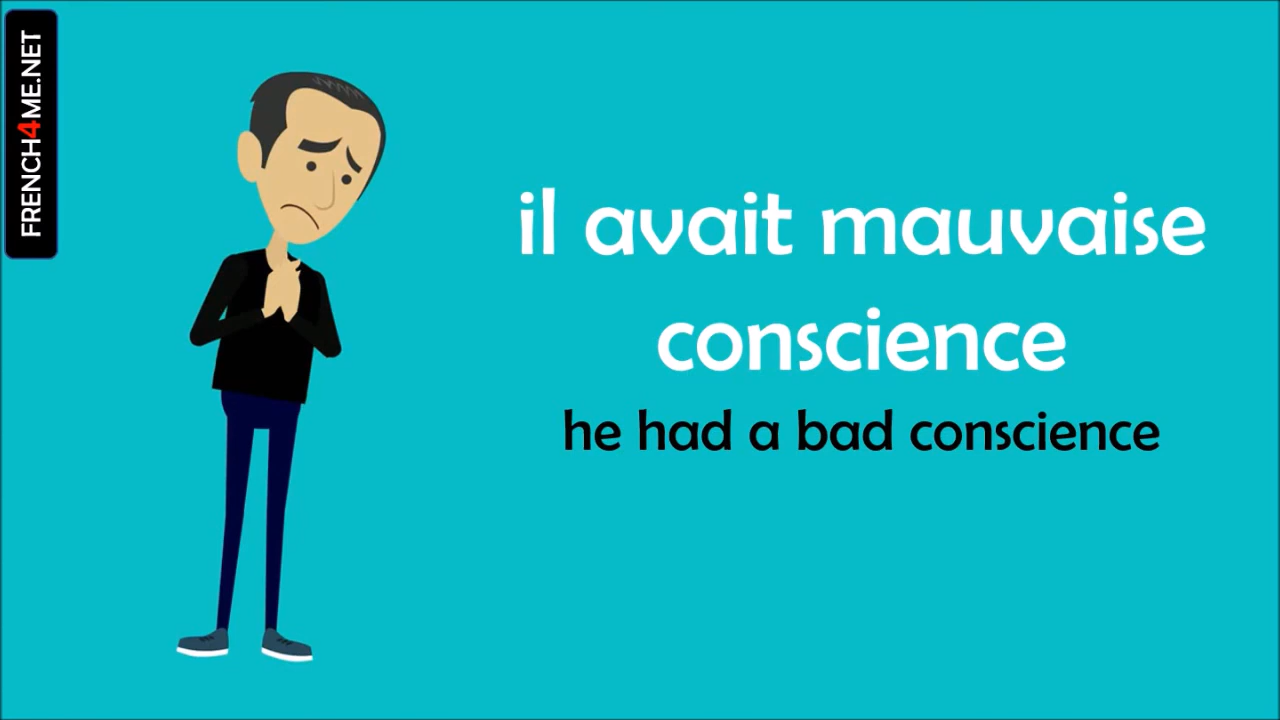 FRENCH4ME.NET
il avait mauvaise
conscience
he had a bad conscience